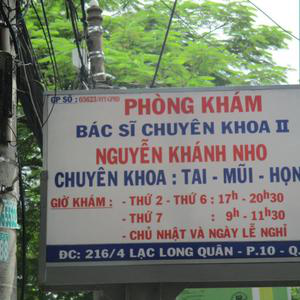 GP SỐ : 03623/SYT-GPHĐ
PHÒNG KHÁM
BÁC SĨ CHUYÊN KHOA II
NGUYỄN KHÁNH NHO
CHUYÊN KHOA : TAI - MŨI - HỌN
GIỜ KHÁM : - THỨ 2 - THỨ 6 : 17h - 20h30
- THỨ 7 : 9h - 11h30
- CHỦ NHẬT VÀ NGÀY LỄ NGHỈ
ĐC: 216/4 LẠC LONG QUÂN - P.10 - Q.